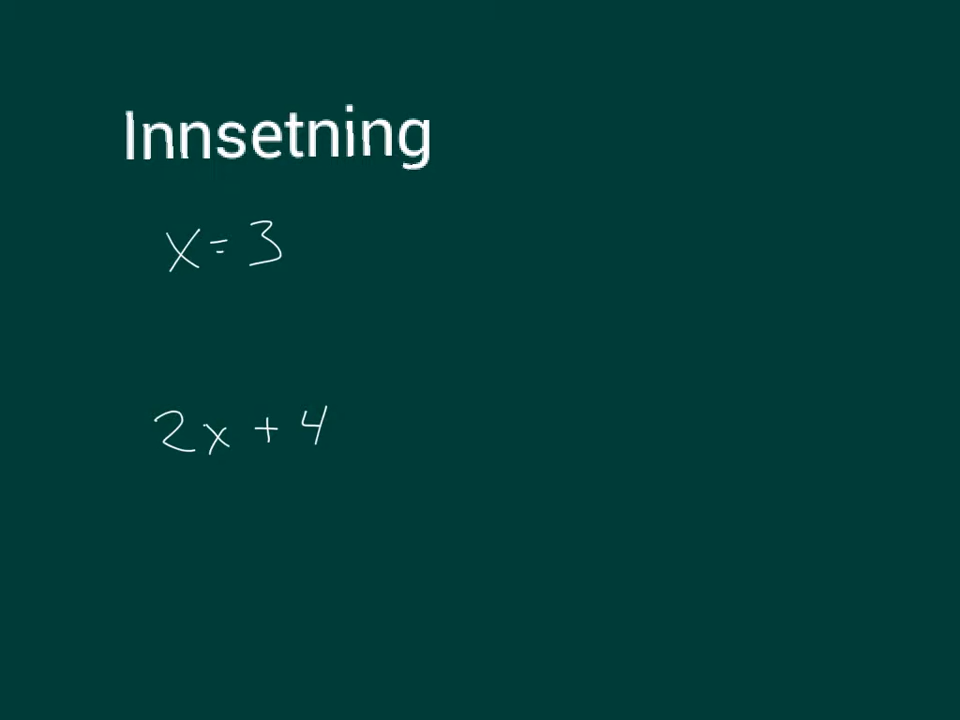 Innsetning
x = 3
2x + 4